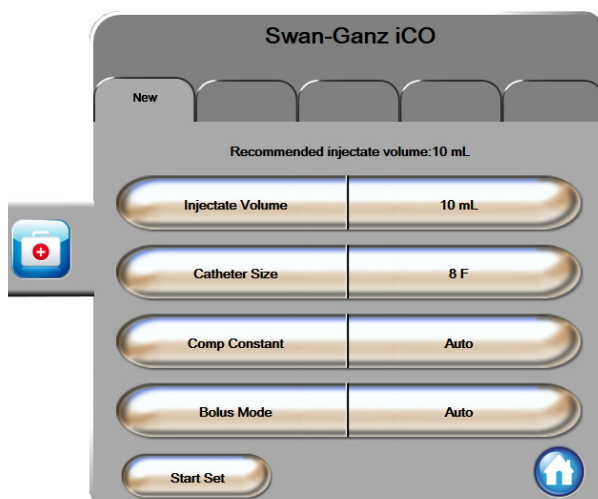 Swan-Ganz iCO
New
Recommended injectate volume:10 mL
Injectate Volume 10 mL
Catheter Size 8 F
Comp Constant Auto
Bolus Mode Auto
Start Set